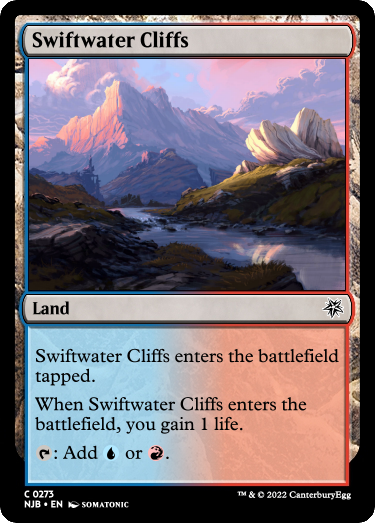 Swiftwater Cliffs
Land
Swiftwater Cliffs enters the battlefield
tapped.
When Swiftwater Cliffs enters the
battlefield, you gain 1 life.
: Add or .
C 0273
NJB • EN SOMATONIC
™ & © 2022 CanterburyEgg